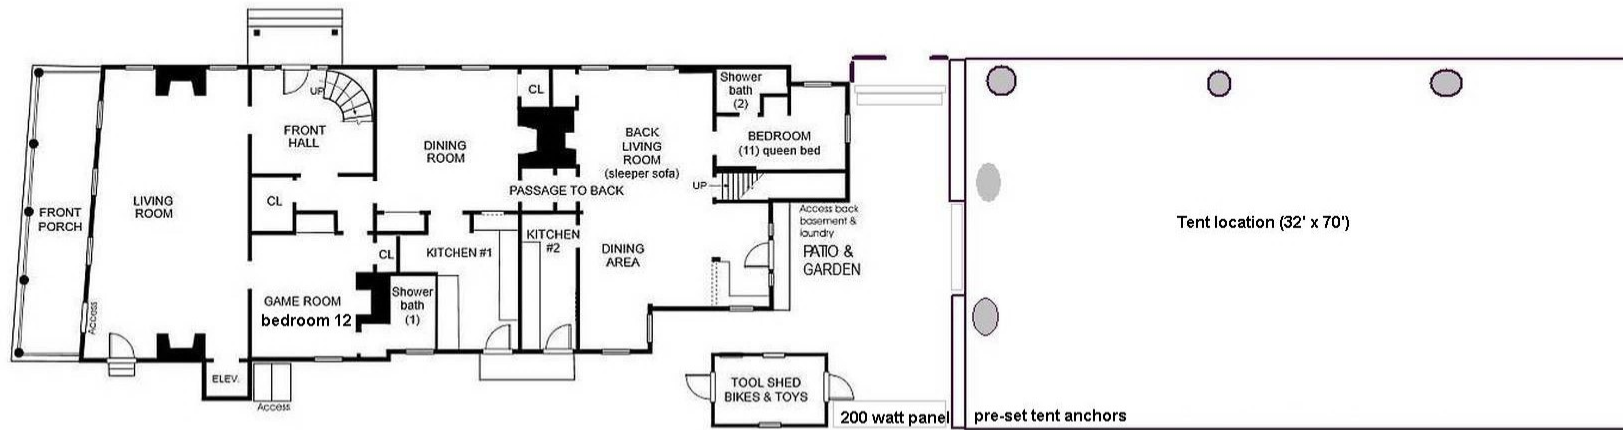 FRONT
PORCH
LIVING
ROOM
Access
ELEV.
Access
UP
FRONT
HALL
CL
GAME ROOM
bedroom 12
CL
Shower
bath
(1)
DINING
ROOM
KITCHEN #1
CL
PASSAGE TO BACK
KITCHEN
#2
BACK
LIVING
ROOM
(sleeper sofa)
DINING
AREA
Shower
bath
(2)
BEDROOM
(11) queen bed
UP
Access back
basement &
laundry
PATIO &
GARDEN
TOOL SHED
BIKES & TOYS
200 watt panel
pre-set tent anchors
Tent location (32' x 70')